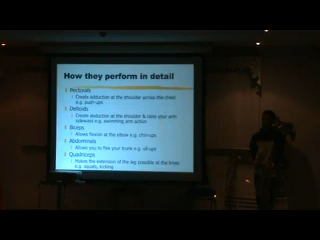 How they perform in detail
Pectorals
Create adduction at the shoulder across the chest
e.g. push-ups
Deltoids
Create abduction at the shoulder & raise your arm
sideways e.g. swimming arm action
Biceps
Allows flexion at the elbow e.g. chin-ups
Abdominals
Allows you to flex your trunk e.g. sit-ups
Quadriceps
Makes the extension of the leg possible at the knee
e.g. squats, kicking